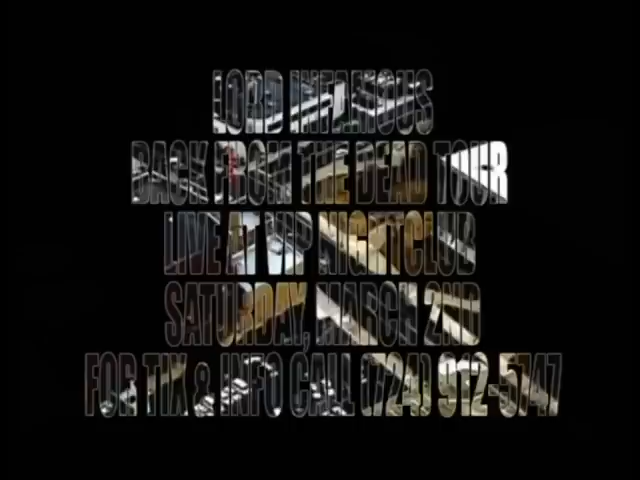 LORD INFAMOUS
BACK FROM THE DEAD TOUR
LIVE AT VIP NIGHTCLUB
SATURDAY, MARCH 2ND
FOR TIX & INFO CALL (724) 912-5747